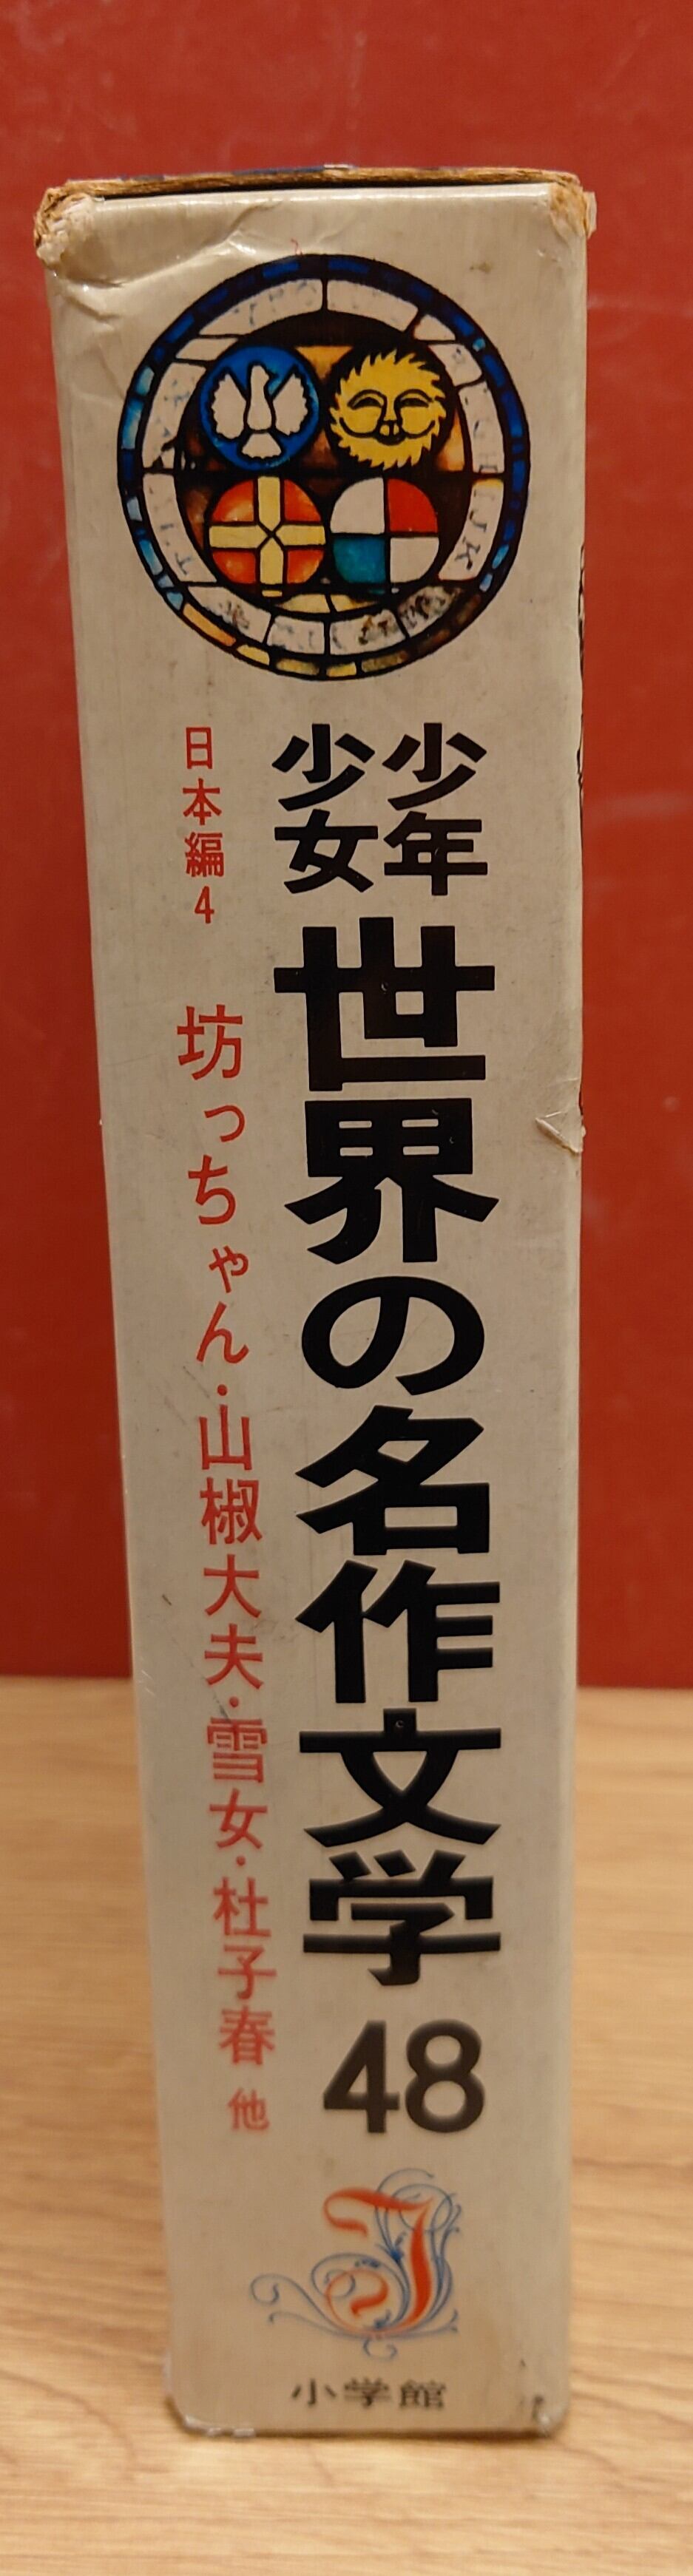 少年
少女
世界の名作文学 48
日本編4 坊っちゃん・山椒大夫・雪女・杜子春 他
小学館